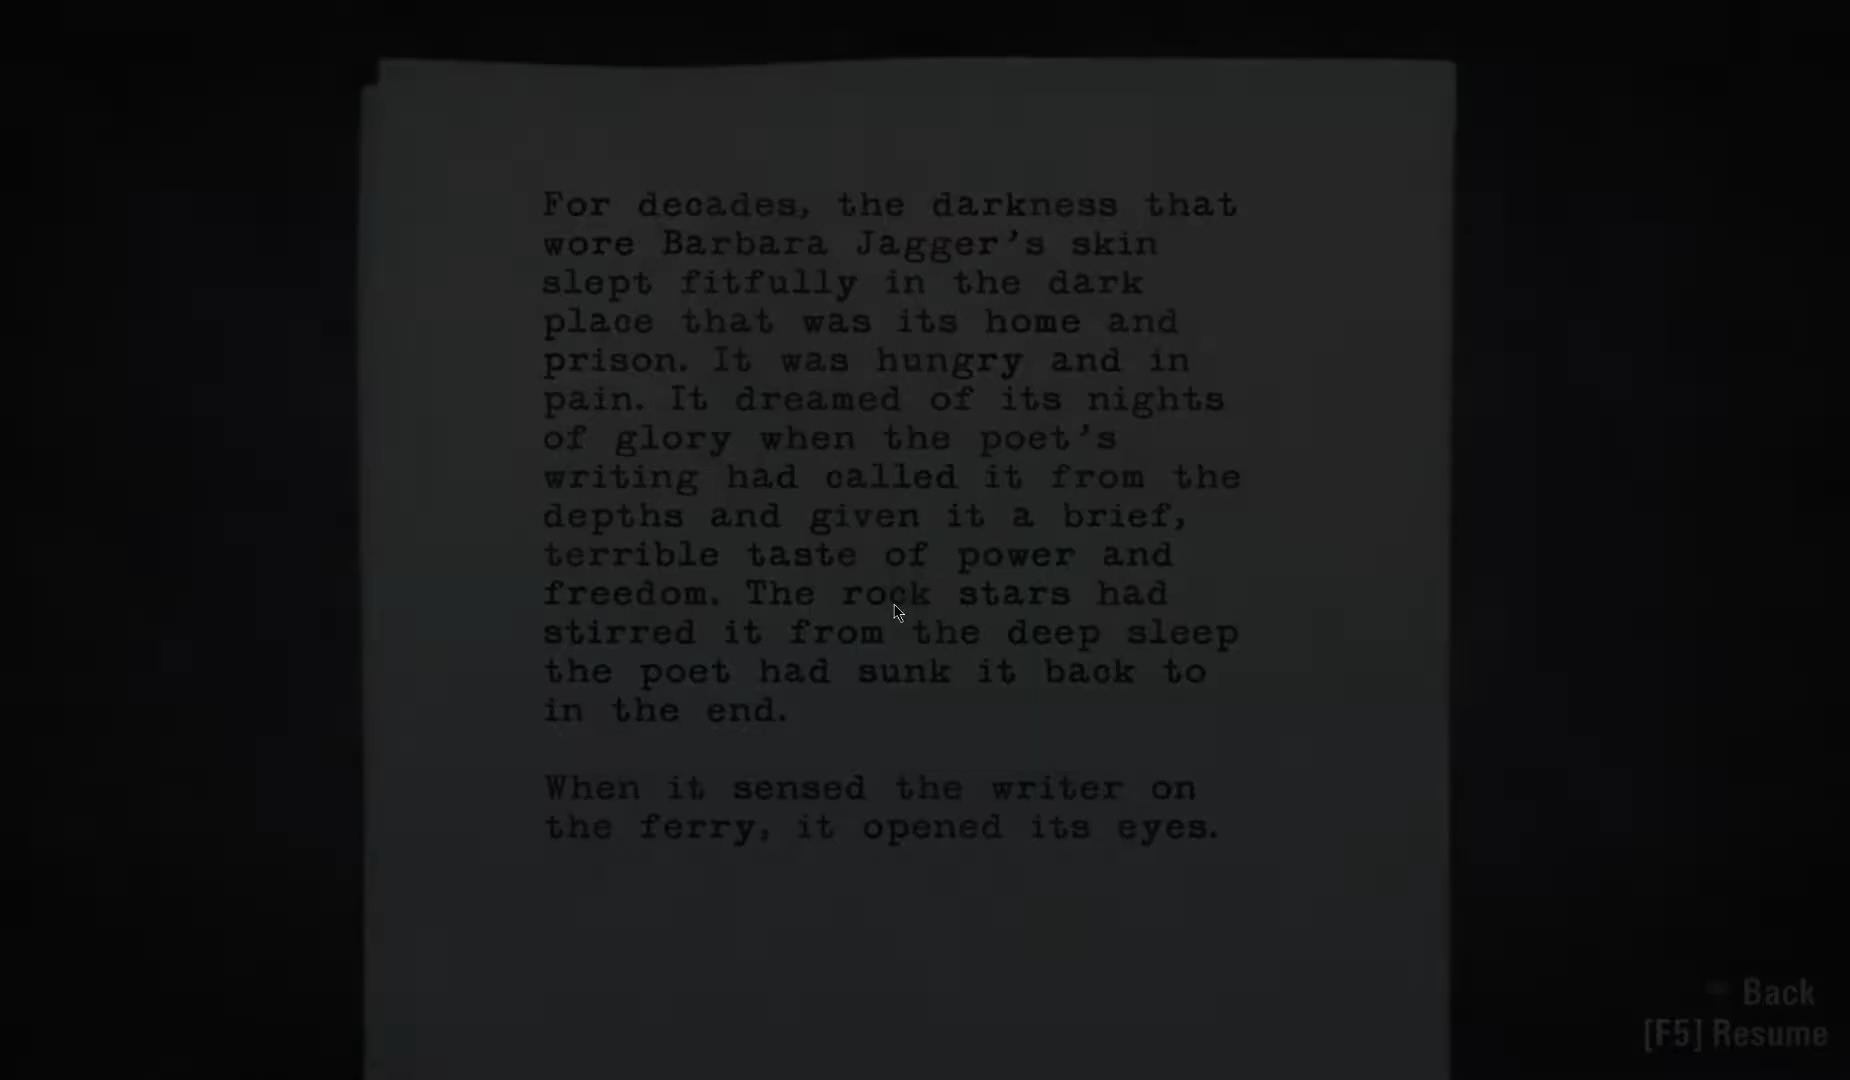 For decades, the darkness that
wore Barbara Jagger's skin
slept fitfully in the dark
place that was its home and
prison. It was hungry and in
pain. It dreamed of its nights
of glory when the poet's
writing had called it from the
depths and given it a brief,
terrible taste of power and
freedom. The rock stars had
stirred it from the deep sleep
the poet had sunk it back to
in the end.
When it sensed the writer on
the ferry, it opened its eyes.
Back
[F5] Resume